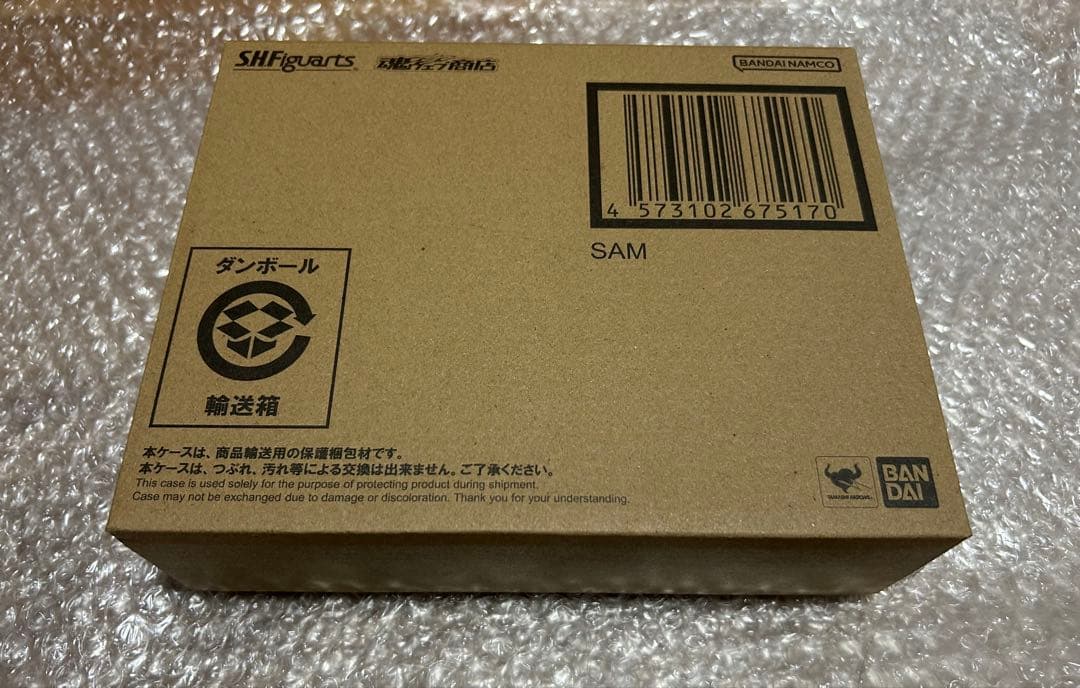 S.H.Figuarts
魂ウェブ商店
BANDAI NAMCO
4 573102 675170
SAM
ダンボール
輸送箱
本ケースは、商品輸送用の保護梱包材です。
本ケースは、つぶれ、汚れ等による交換は出来ません。ご了承ください。
This case is used solely for the purpose of protecting product during shipment.
Case may not be exchanged due to damage or discoloration. Thank you for your understanding.
TAMASHII NATIONS
BAN
DAI